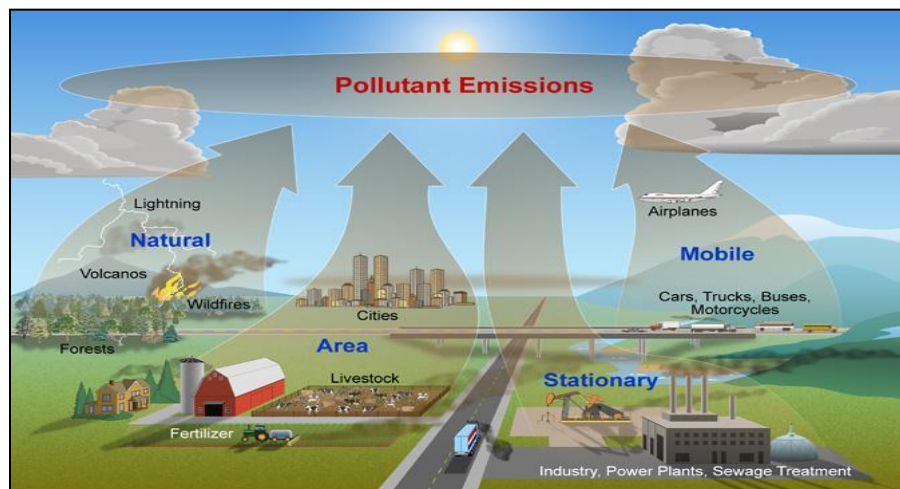 Pollutant Emissions
Lightning
Natural
Volcanos
Wildfires
Forests
Cities
Area
Livestock
Fertilizer
Airplanes
Mobile
Cars, Trucks, Buses,
Motorcycles
Stationary
Industry, Power Plants, Sewage Treatment